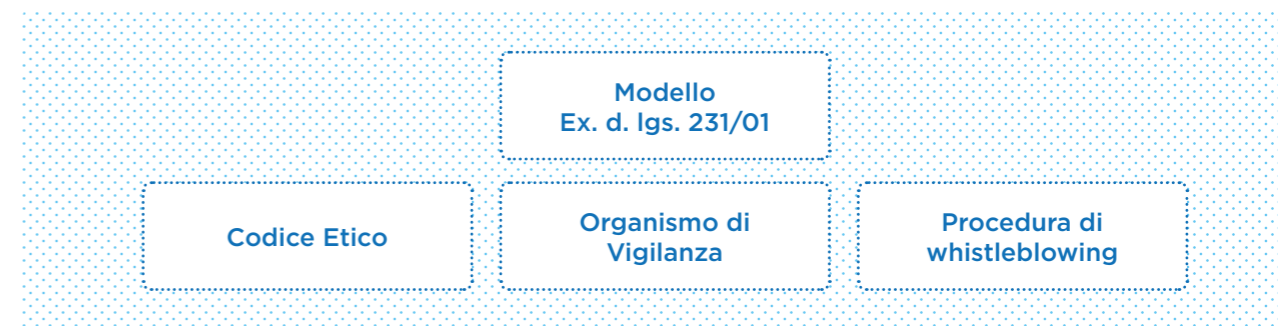 Modello
Ex. d. lgs. 231/01
Codice Etico
Organismo di
Vigilanza
Procedura di
whistleblowing